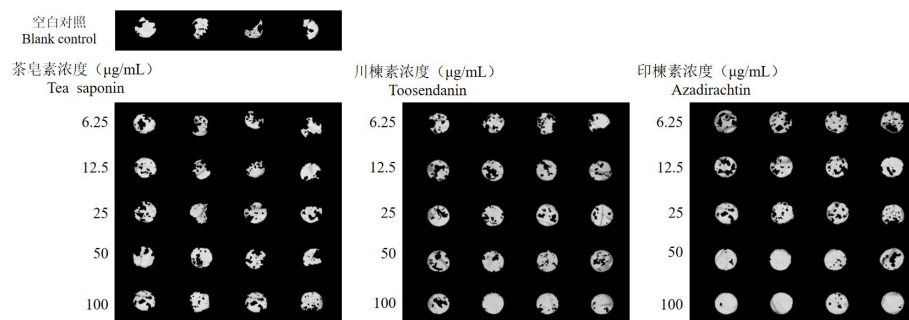 空白对照
Blank control
茶皂素浓度（μg/mL）
Tea saponin
6.25
12.5
25
50
100
川楝素浓度（μg/mL）
Toosendanin
6.25
12.5
25
50
100
印楝素浓度（μg/mL）
Azadirachtin
6.25
12.5
25
50
100